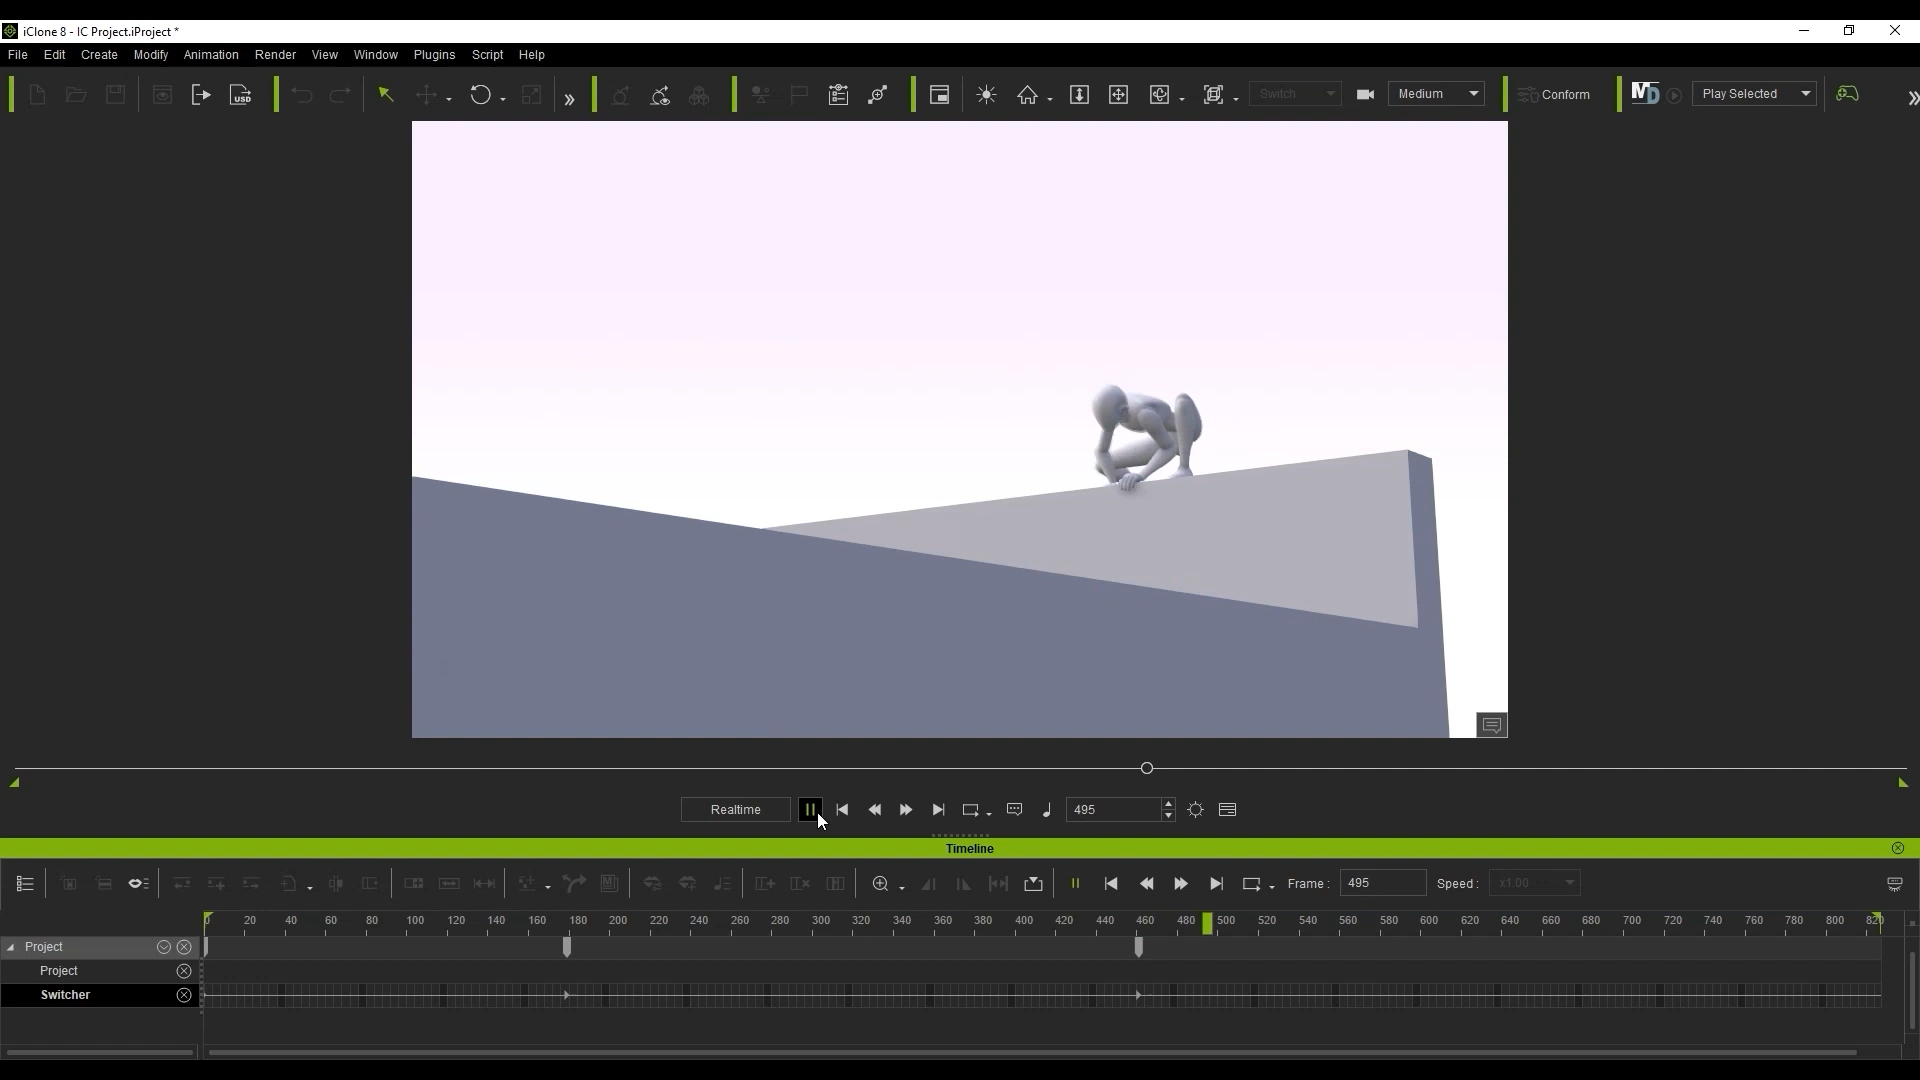 iClone 8 - IC Project.iProject *
File Edit Create Modify Animation Render View Window Plugins Script Help
USD Switch Medium Conform MD Play Selected
Realtime 495
Timeline
Frame : 495 Speed : x1.00
0 20 40 60 80 100 120 140 160 180 200 220 240 260 280 300 320 340 360 380 400 420 440 460 480 500 520 540 560 580 600 620 640 660 680 700 720 740 760 780 800 820
Project
Project
Switcher